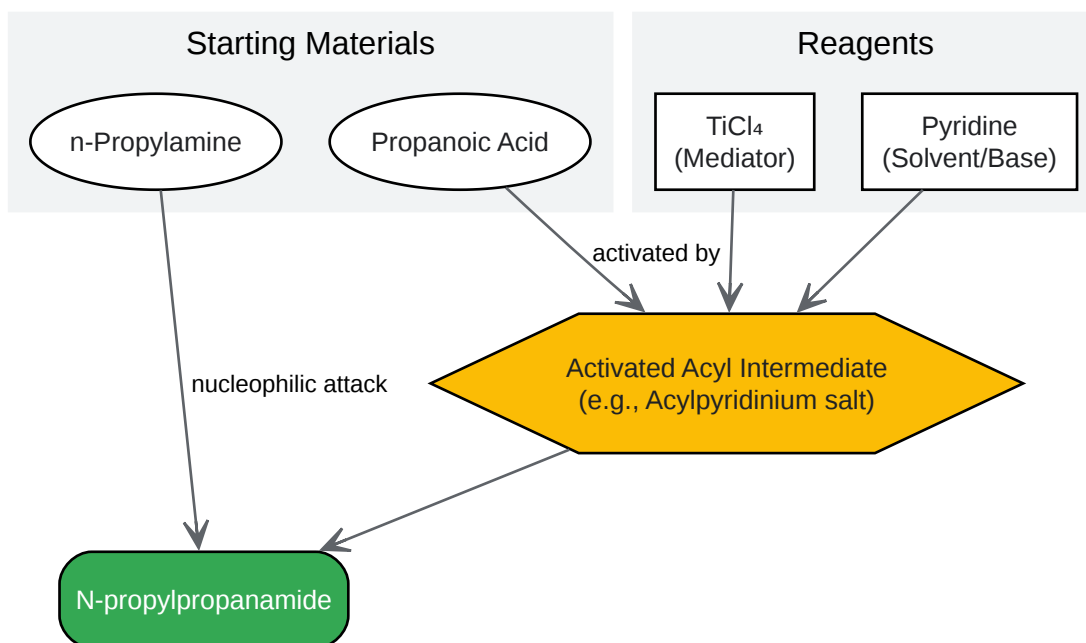 Starting Materials
Reagents
n-Propylamine
Propanoic Acid
TiCl₄
(Mediator)
Pyridine
(Solvent/Base)
activated by
nucleophilic attack
Activated Acyl Intermediate
(e.g., Acylpyridinium salt)
N-propylpropanamide